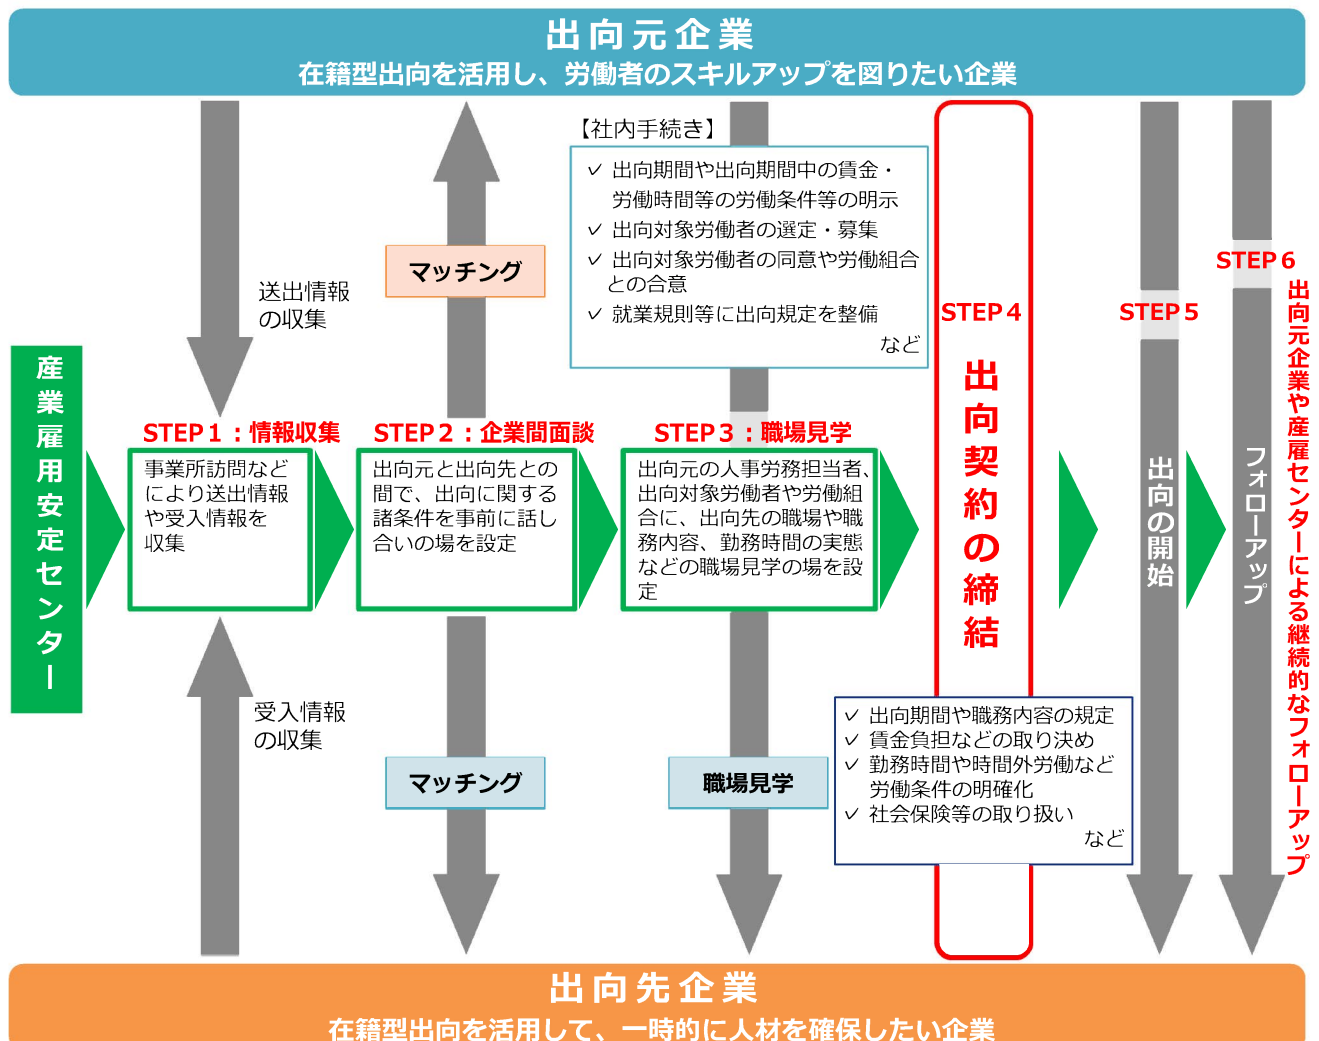 出向元企業
在籍型出向を活用し、労働者のスキルアップを図りたい企業
産業雇用安定センター
送出情報
の収集
マッチング
【社内手続き】
✓ 出向期間や出向期間中の賃金・
労働時間等の労働条件等の明示
✓ 出向対象労働者の選定・募集
✓ 出向対象労働者の同意や労働組合
との合意
✓ 就業規則等に出向規定を整備
など
STEP1：情報収集
事業所訪問など
により送出情報
や受入情報を
収集
受入情報
の収集
STEP2：企業間面談
出向元と出向先との
間で、出向に関する
諸条件を事前に話し
合いの場を設定
マッチング
STEP3：職場見学
出向元の人事労務担当者、
出向対象労働者や労働組
合に、出向先の職場や職
務内容、勤務時間の実態
などの職場見学の場を設
定
職場見学
STEP4
出向契約の締結
✓ 出向期間や職務内容の規定
✓ 賃金負担などの取り決め
✓ 勤務時間や時間外労働など
労働条件の明確化
✓ 社会保険等の取り扱い
など
STEP5
出向の開始
STEP6
フォローアップ
出向元企業や産雇センターによる継続的なフォローアップ
出向先企業
在籍型出向を活用して、一時的に人材を確保したい企業